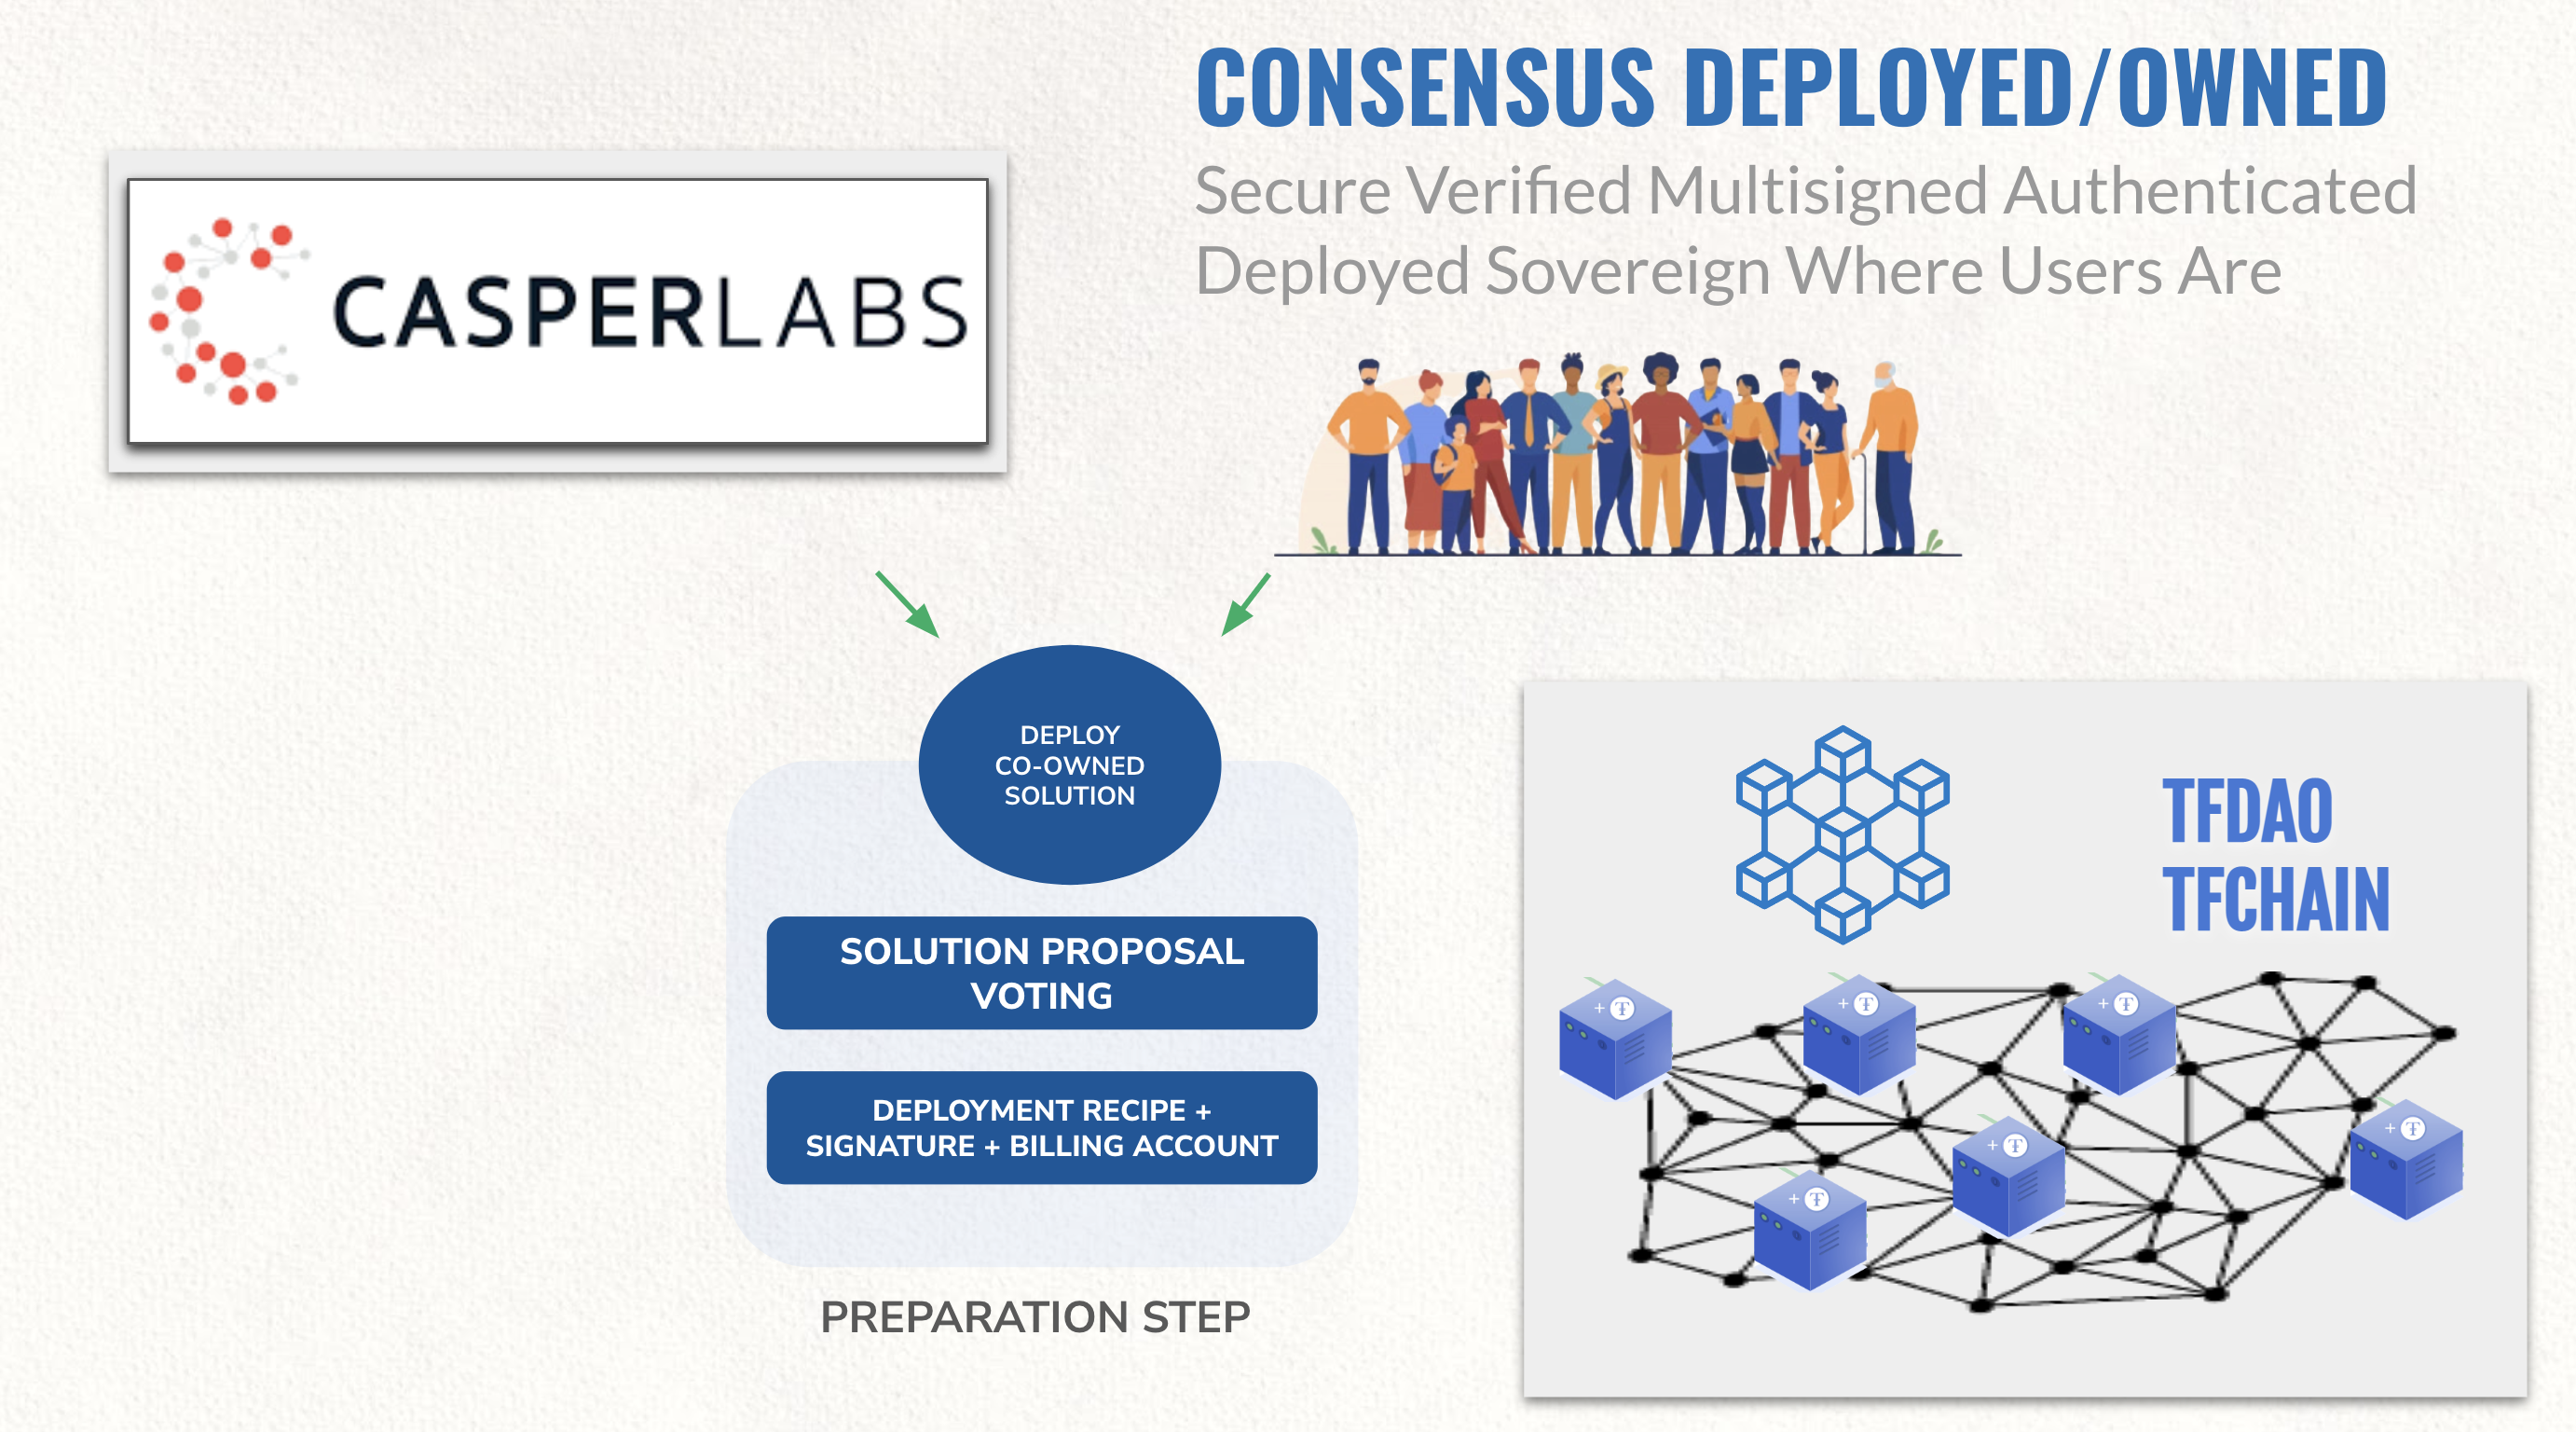 CONSENSUS DEPLOYED/OWNED
Secure Verified Multisigned Authenticated
Deployed Sovereign Where Users Are
CASPERLABS
DEPLOY
CO-OWNED
SOLUTION
SOLUTION PROPOSAL
VOTING
DEPLOYMENT RECIPE +
SIGNATURE + BILLING ACCOUNT
PREPARATION STEP
TFDAO
TFCHAIN
+ Ŧ
+ Ŧ
+ Ŧ
+ Ŧ
+ Ŧ
+ Ŧ